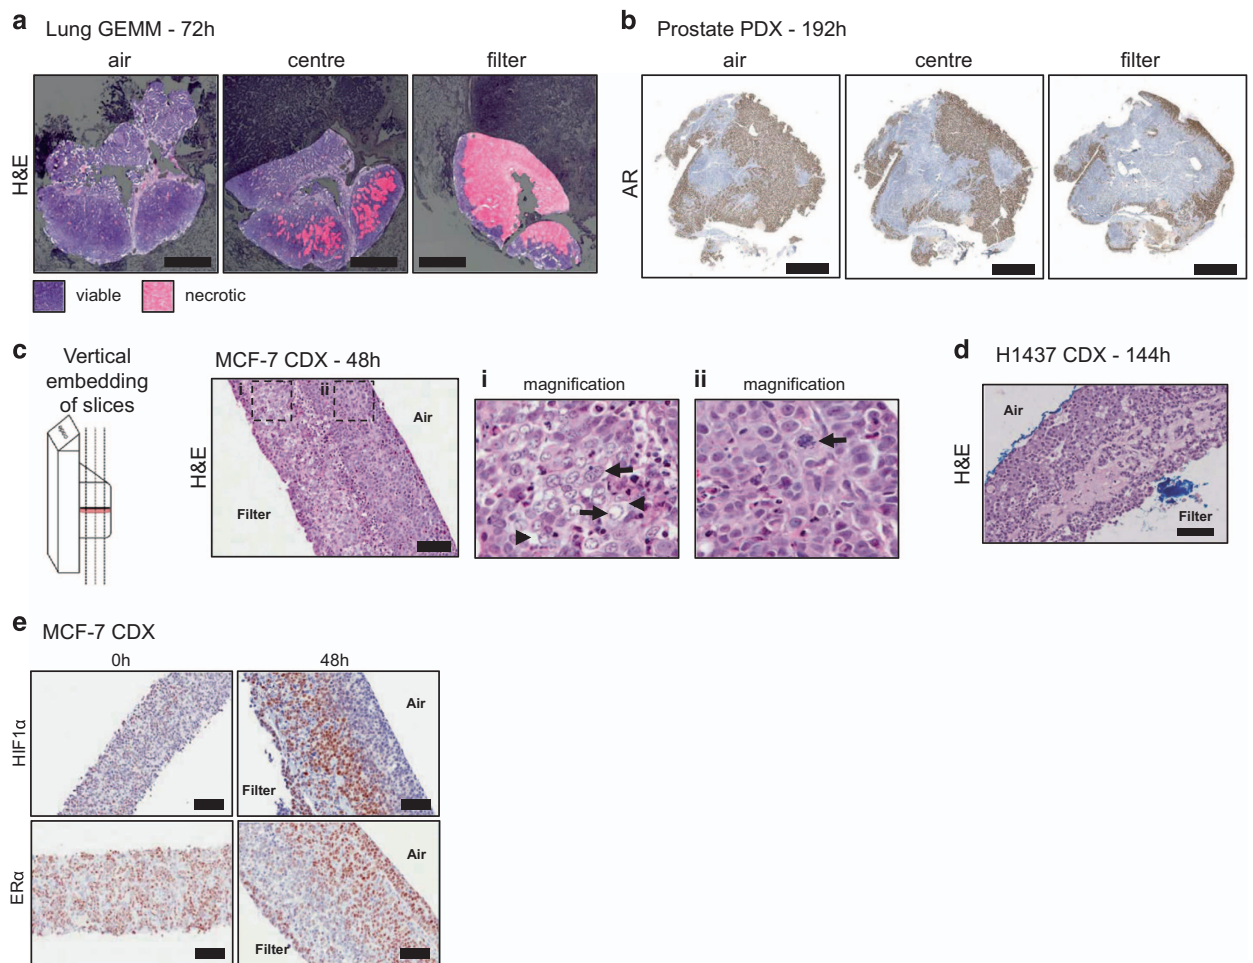 a
Lung GEMM - 72h
air
centre
filter
H&E
viable
necrotic
b
Prostate PDX - 192h
air
centre
filter
AR
c
Vertical
embedding
of slices
MCF-7 CDX - 48h
H&E
i
ii
Air
Filter
i
magnification
ii
magnification
d
H1437 CDX - 144h
H&E
Air
Filter
e
MCF-7 CDX
0h
48h
HIF1α
Air
Filter
ERα
Air
Filter